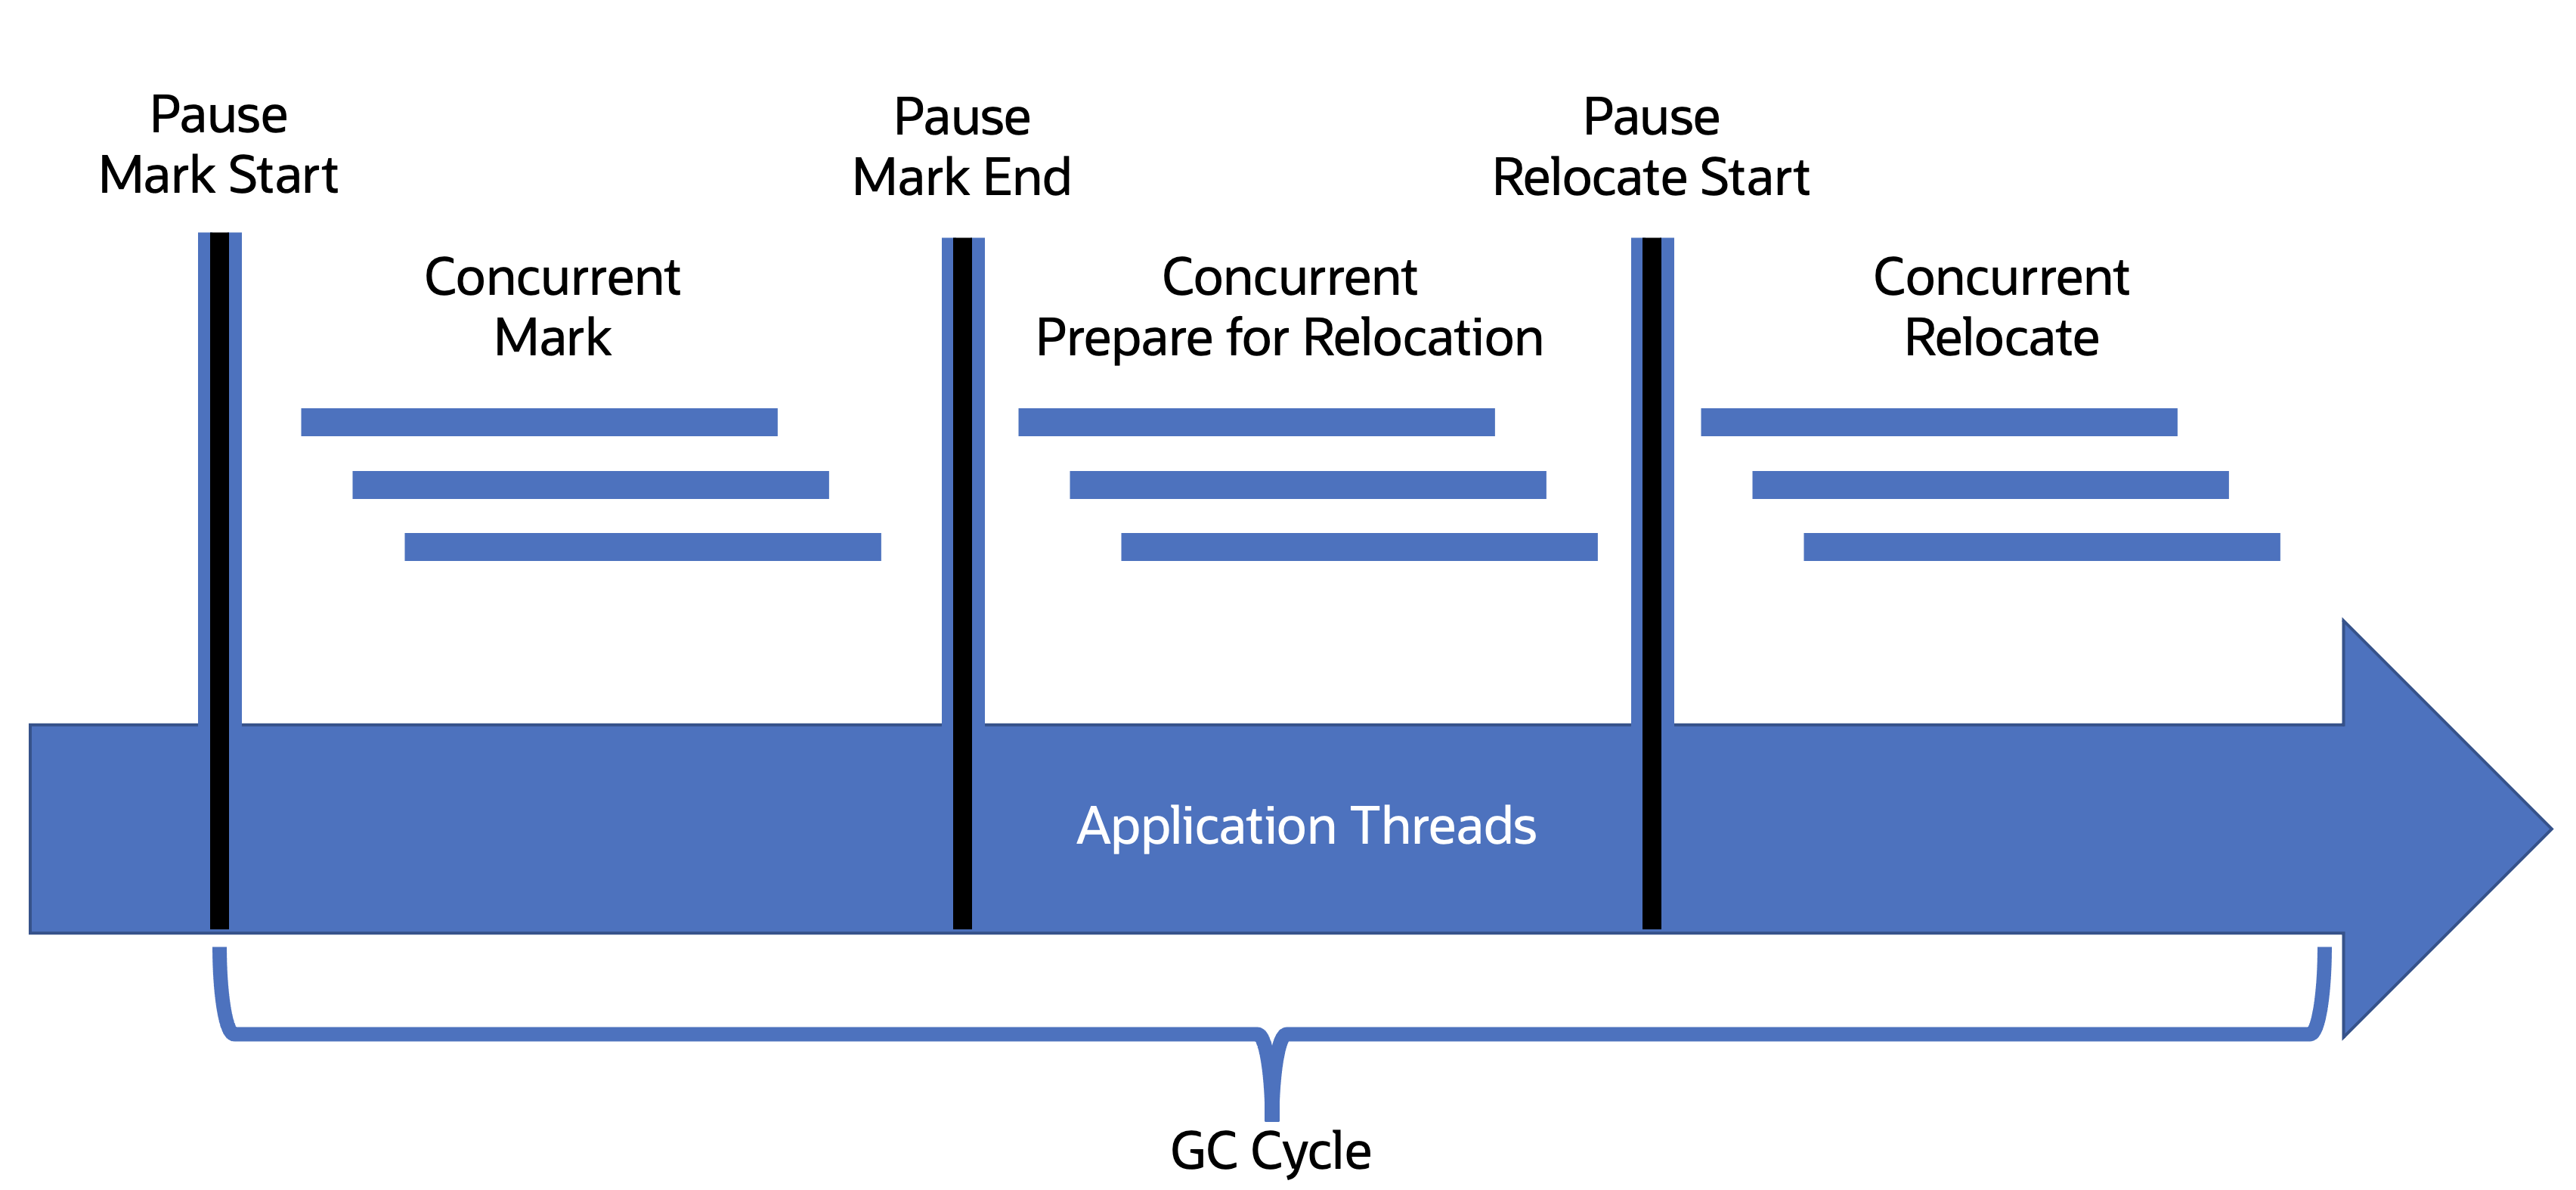 Pause
Mark Start
Pause
Mark End
Pause
Relocate Start
Concurrent
Mark
Concurrent
Prepare for Relocation
Concurrent
Relocate
Application Threads
GC Cycle